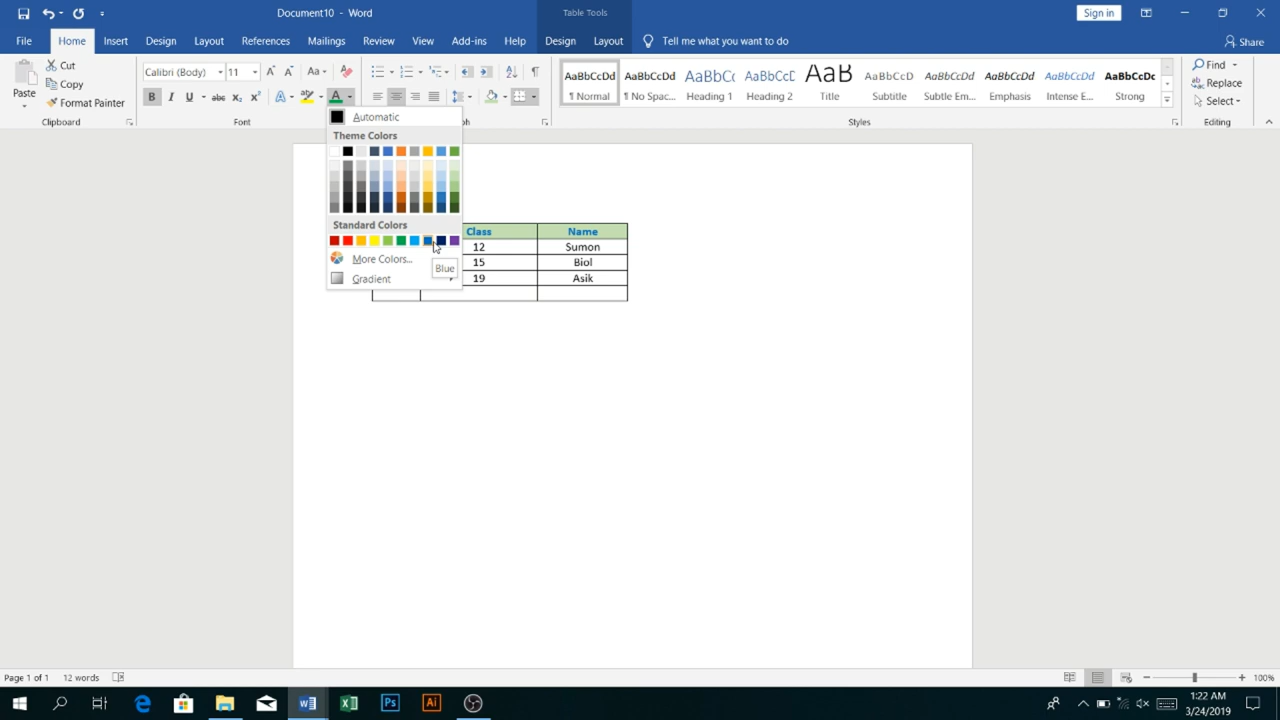 Document10 - Word
Table Tools
Sign in
File Home Insert Design Layout References Mailings Review View Add-ins Help Design Layout Tell me what you want to do Share
Paste
Cut
Copy
Format Painter
Clipboard
Calibri (Body) 11
Font
AaBbCcDd AaBbCcDd AaBbCc AaBbCcC AaB AaBbCcD AaBbCcDd AaBbCcDd AaBbCcDd AaBbCcDc
¶ Normal ¶ No Spac... Heading 1 Heading 2 Title Subtitle Subtle Em... Emphasis Intense E... Strong
Styles
Find
Replace
Select
Editing
Automatic
Theme Colors
Standard Colors
More Colors...
Gradient
Blue
Class Name
12 Sumon
15 Biol
19 Asik
Page 1 of 1 12 words 100%
1:22 AM
3/24/2019